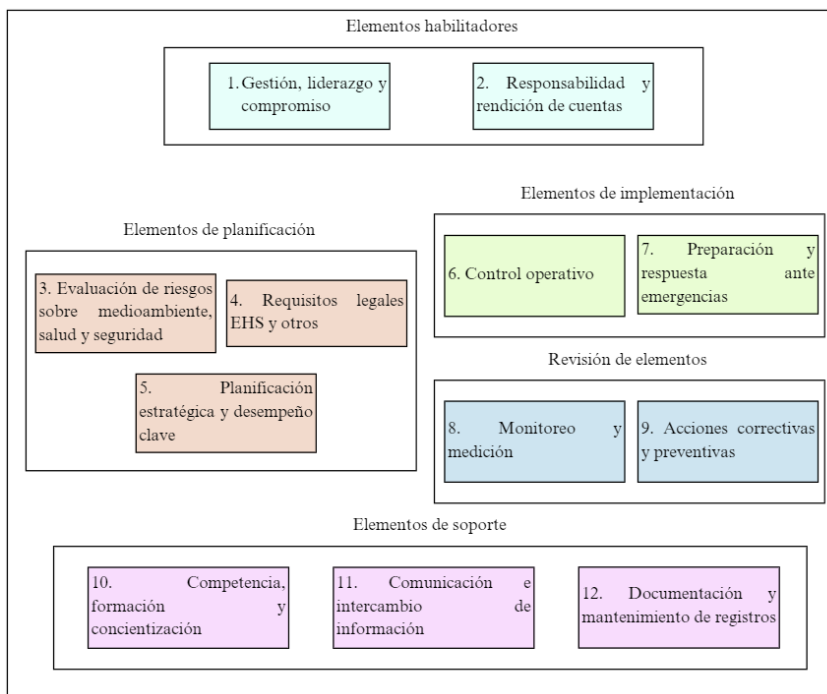 Elementos habilitadores
1. Gestión, liderazgo y
compromiso
2. Responsabilidad y
rendición de cuentas
Elementos de planificación
3. Evaluación de riesgos
sobre medioambiente,
salud y seguridad
4. Requisitos legales
EHS y otros
5. Planificación
estratégica y desempeño
clave
Elementos de implementación
6. Control operativo
7. Preparación y
respuesta ante
emergencias
Revisión de elementos
8. Monitoreo y
medición
9. Acciones correctivas
y preventivas
Elementos de soporte
10. Competencia,
formación y
concientización
11. Comunicación e
intercambio de
información
12. Documentación y
mantenimiento de registros